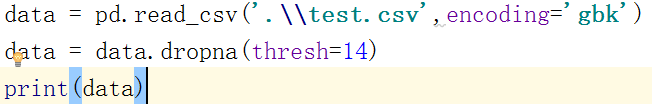 data = pd.read_csv('.\\test.csv',encoding='gbk')
data = data.dropna(thresh=14)
print(data)